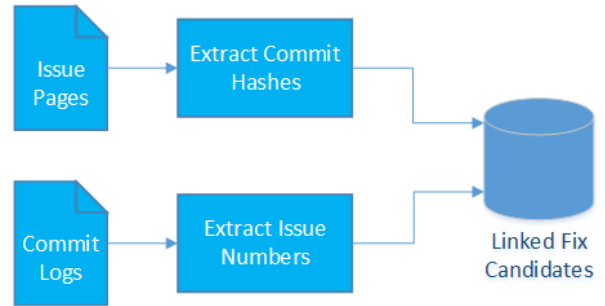 Issue
Pages
Extract Commit
Hashes
Commit
Logs
Extract Issue
Numbers
Linked Fix
Candidates